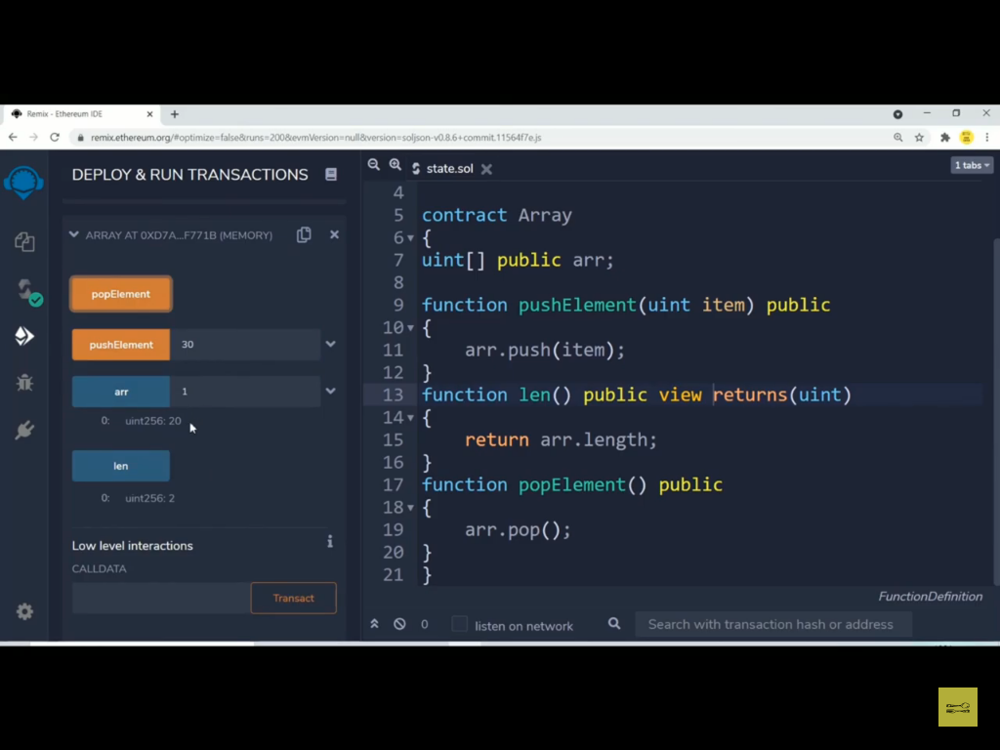 Remix - Ethereum IDE
remix.ethereum.org/#optimize=false&runs=200&evmVersion=null&version=soljson-v0.8.6+commit.11564f7e.js
DEPLOY & RUN TRANSACTIONS
ARRAY AT 0XD7A...F771B (MEMORY)
popElement
pushElement 30
arr 1
0: uint256: 20
len
0: uint256: 2
Low level interactions
CALLDATA
Transact
state.sol
1 tabs
4
5 contract Array
6 {
7 uint[] public arr;
8
9 function pushElement(uint item) public
10 {
11 arr.push(item);
12 }
13 function len() public view returns(uint)
14 {
15 return arr.length;
16 }
17 function popElement() public
18 {
19 arr.pop();
20 }
21 }
FunctionDefinition
0 listen on network Search with transaction hash or address